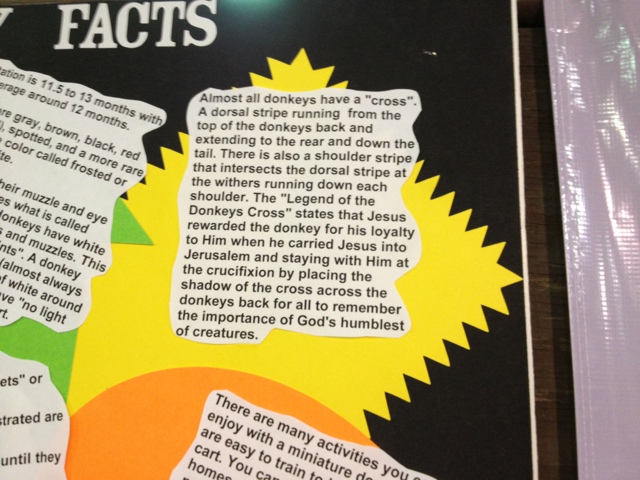 FACTS
ation is 11.5 to 13 months with
erage around 12 months.
re gray, brown, black, red
), spotted, and a more rare
color called frosted or
te.
heir muzzle and eye
es what is called
donkeys have white
s and muzzles. This
nts". A donkey
(almost always
of white around
ve "no light
rt.
Almost all donkeys have a "cross".
A dorsal stripe running from the
top of the donkeys back and
extending to the rear and down the
tail. There is also a shoulder stripe
that intersects the dorsal stripe at
the withers running down each
shoulder. The "Legend of the
Donkeys Cross" states that Jesus
rewarded the donkey for his loyalty
to Him when he carried Jesus into
Jerusalem and staying with Him at
the crucifixion by placing the
shadow of the cross across the
donkeys back for all to remember
the importance of God's humblest
of creatures.
ets" or
strated are
until they
There are many activities you
enjoy with a miniature do
are easy to train to
cart. You can
homes